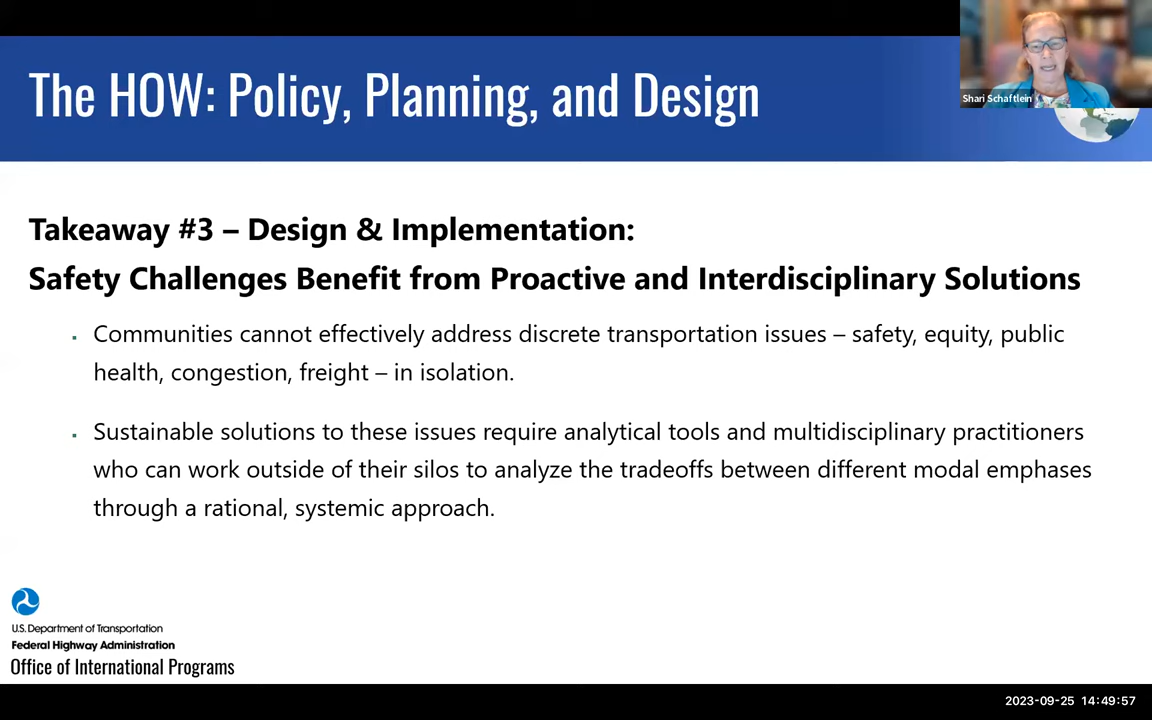 The HOW: Policy, Planning, and Design
Shari Schaftlein
Takeaway #3 – Design & Implementation:
Safety Challenges Benefit from Proactive and Interdisciplinary Solutions
▪ Communities cannot effectively address discrete transportation issues – safety, equity, public
health, congestion, freight – in isolation.
▪ Sustainable solutions to these issues require analytical tools and multidisciplinary practitioners
who can work outside of their silos to analyze the tradeoffs between different modal emphases
through a rational, systemic approach.
U.S. Department of Transportation
Federal Highway Administration
Office of International Programs
2023-09-25 14:49:57